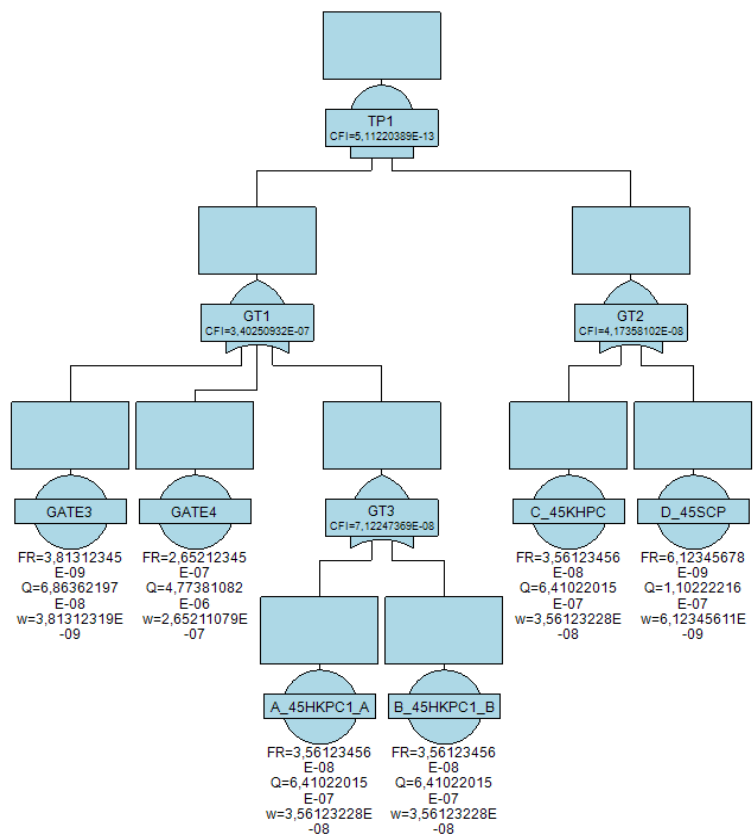 TP1
CFI=5,11220389E-13
GT1
CFI=3,40250932E-07
GT2
CFI=4,17358102E-08
GATE3
FR=3,81312345
E-09
Q=6,86362197
E-08
w=3,81312319E
-09
GATE4
FR=2,65212345
E-07
Q=4,77381082
E-06
w=2,65211079E
-07
GT3
CFI=7,12247369E-08
C_45KHPC
FR=3,56123456
E-08
Q=6,41022015
E-07
w=3,56123228E
-08
D_45SCP
FR=6,12345678
E-09
Q=1,10222216
E-07
w=6,12345611E
-09
A_45HKPC1_A
FR=3,56123456
E-08
Q=6,41022015
E-07
w=3,56123228E
-08
B_45HKPC1_B
FR=3,56123456
E-08
Q=6,41022015
E-07
w=3,56123228E
-08